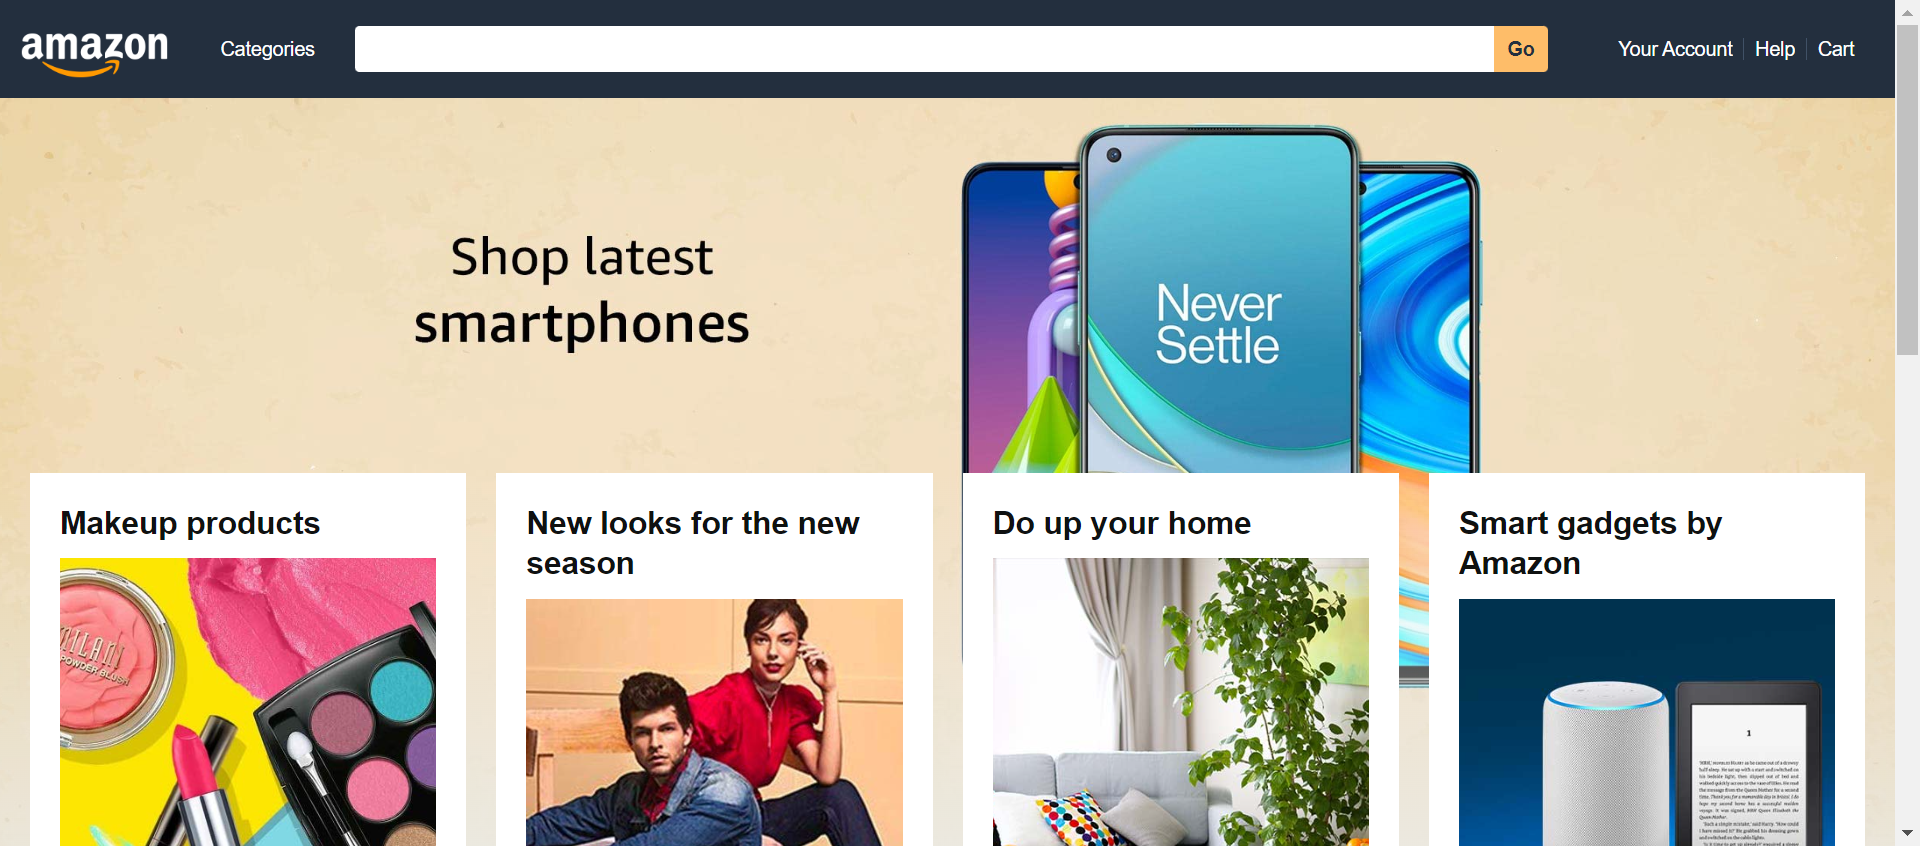 amazon
Categories
Go
Your Account
Help
Cart
Shop latest
smartphones
Never
Settle
Makeup products
New looks for the new
season
Do up your home
Smart gadgets by
Amazon
MILANI
POWDER BLUSH
1